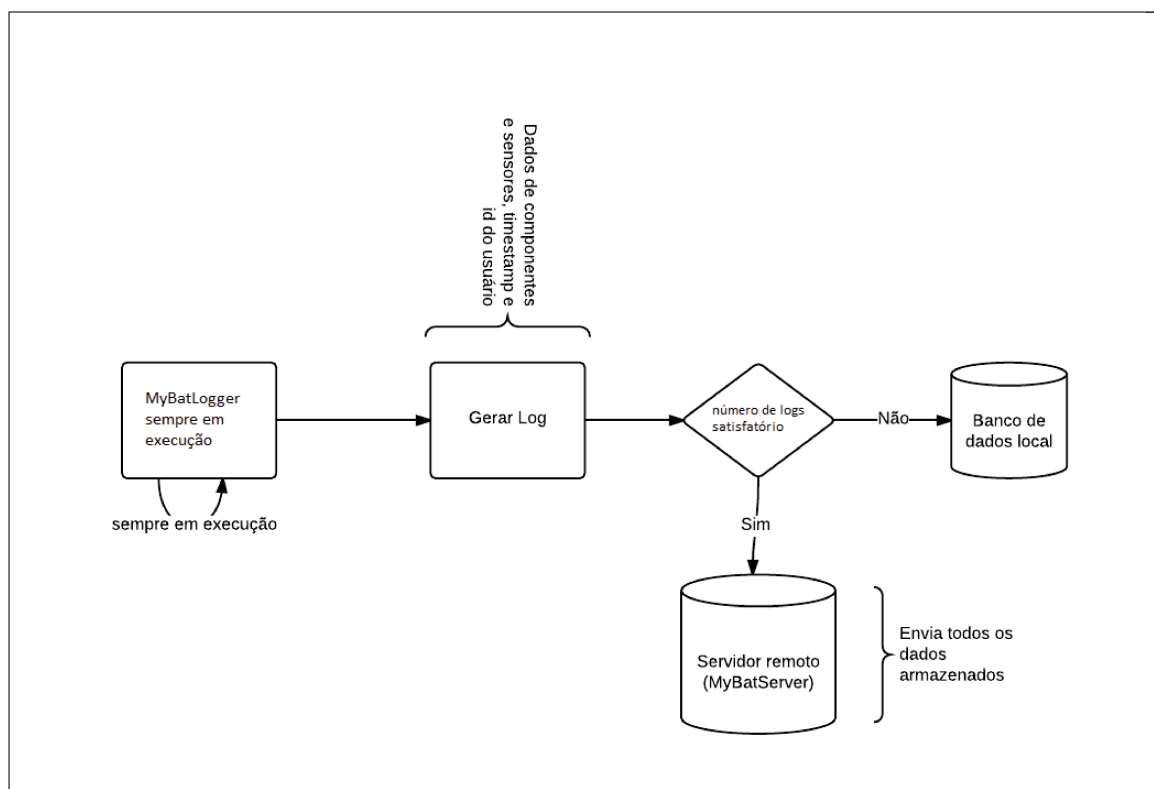 Dados de componentes
e sensores, timestamp e
id do usuário
MyBatLogger
sempre em
execução
sempre em execução
Gerar Log
número de logs
satisfatório
Não
Banco de
dados local
Sim
Servidor remoto
(MyBatServer)
Envia todos os
dados
armazenados